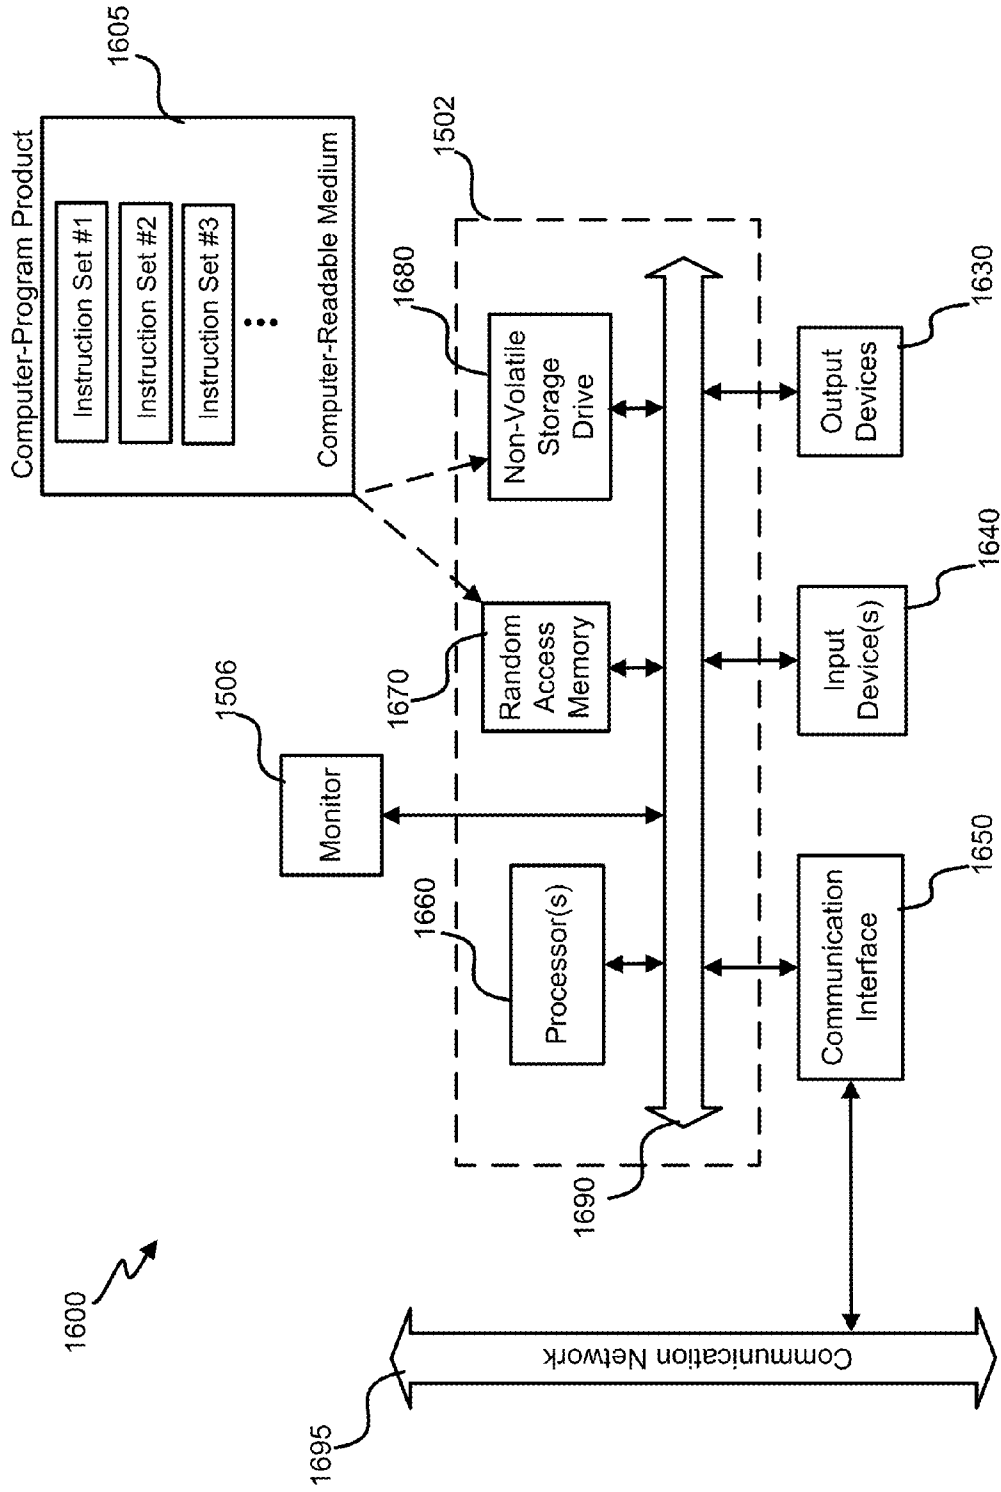 1600
Computer-Program Product
1605
Instruction Set #1
Instruction Set #2
Instruction Set #3
Computer-Readable Medium
1506
Monitor
1502
1660
Processor(s)
1670
Random
Access
Memory
1680
Non-Volatile
Storage
Drive
1690
1695
Communication Network
Communication
Interface
1650
Input
Device(s)
1640
Output
Devices
1630